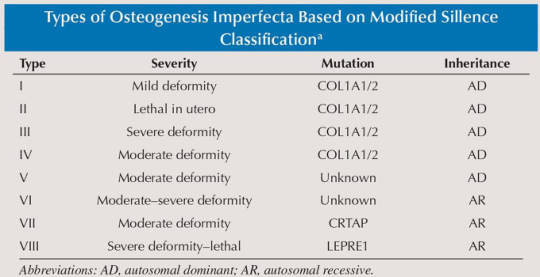 Types of Osteogenesis Imperfecta Based on Modified Sillence
Classificationa
Type Severity Mutation Inheritance
I Mild deformity COL1A1/2 AD
II Lethal in utero COL1A1/2 AD
III Severe deformity COL1A1/2 AD
IV Moderate deformity COL1A1/2 AD
V Moderate deformity Unknown AD
VI Moderate–severe deformity Unknown AR
VII Moderate deformity CRTAP AR
VIII Severe deformity–lethal LEPRE1 AR
Abbreviations: AD, autosomal dominant; AR, autosomal recessive.